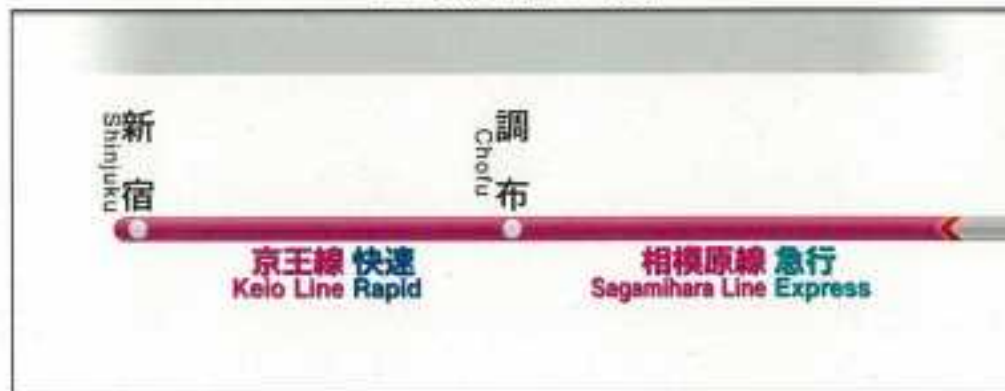 新宿
Shinjuku
調布
Chofu
京王線 快速
Keio Line Rapid
相模原線 急行
Sagamihara Line Express